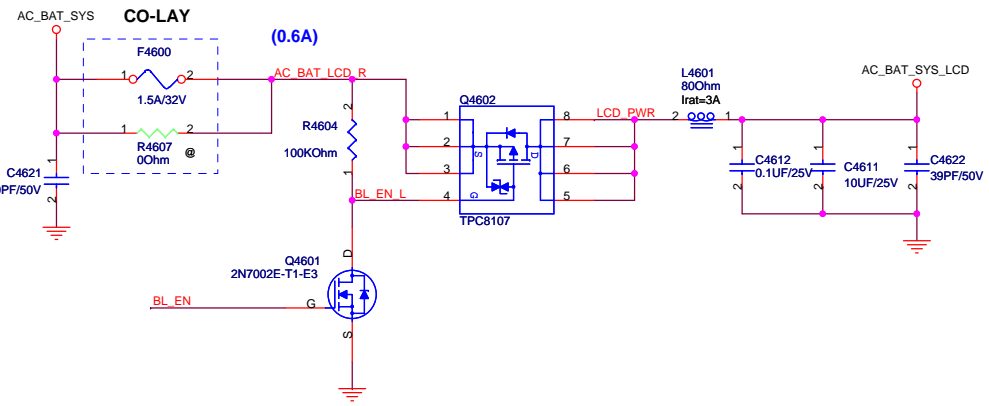 AC_BAT_SYS
CO-LAY
(0.6A)
F4600
1
2
1.5A/32V
AC_BAT_LCD_R
1
2
R4607
0Ohm
@
C4621
1
2
PF/50V
2
R4604
100KOhm
1
BL_EN_L
Q4602
1
2
3
4
S
G
D
8
7
6
5
TPC8107
LCD_PWR
L4601
80Ohm
Irat=3A
2
1
AC_BAT_SYS_LCD
1
C4612
0.1UF/25V
2
1
C4611
10UF/25V
2
1
C4622
39PF/50V
2
Q4601
2N7002E-T1-E3
D
G
S
BL_EN